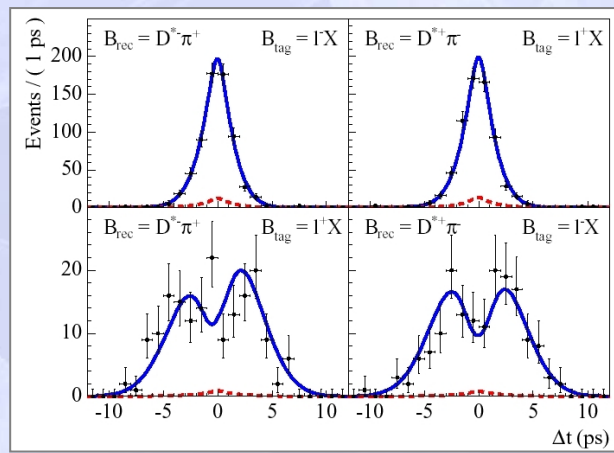 B_rec = D*-π+ B_tag = l-X B_rec = D*+π- B_tag = l+X
Events / ( 1 ps )
200
150
100
50
0
B_rec = D*-π+ B_tag = l+X B_rec = D*+π- B_tag = l-X
20
10
0
-10 -5 0 5 10 -10 -5 0 5 10
Δt (ps)